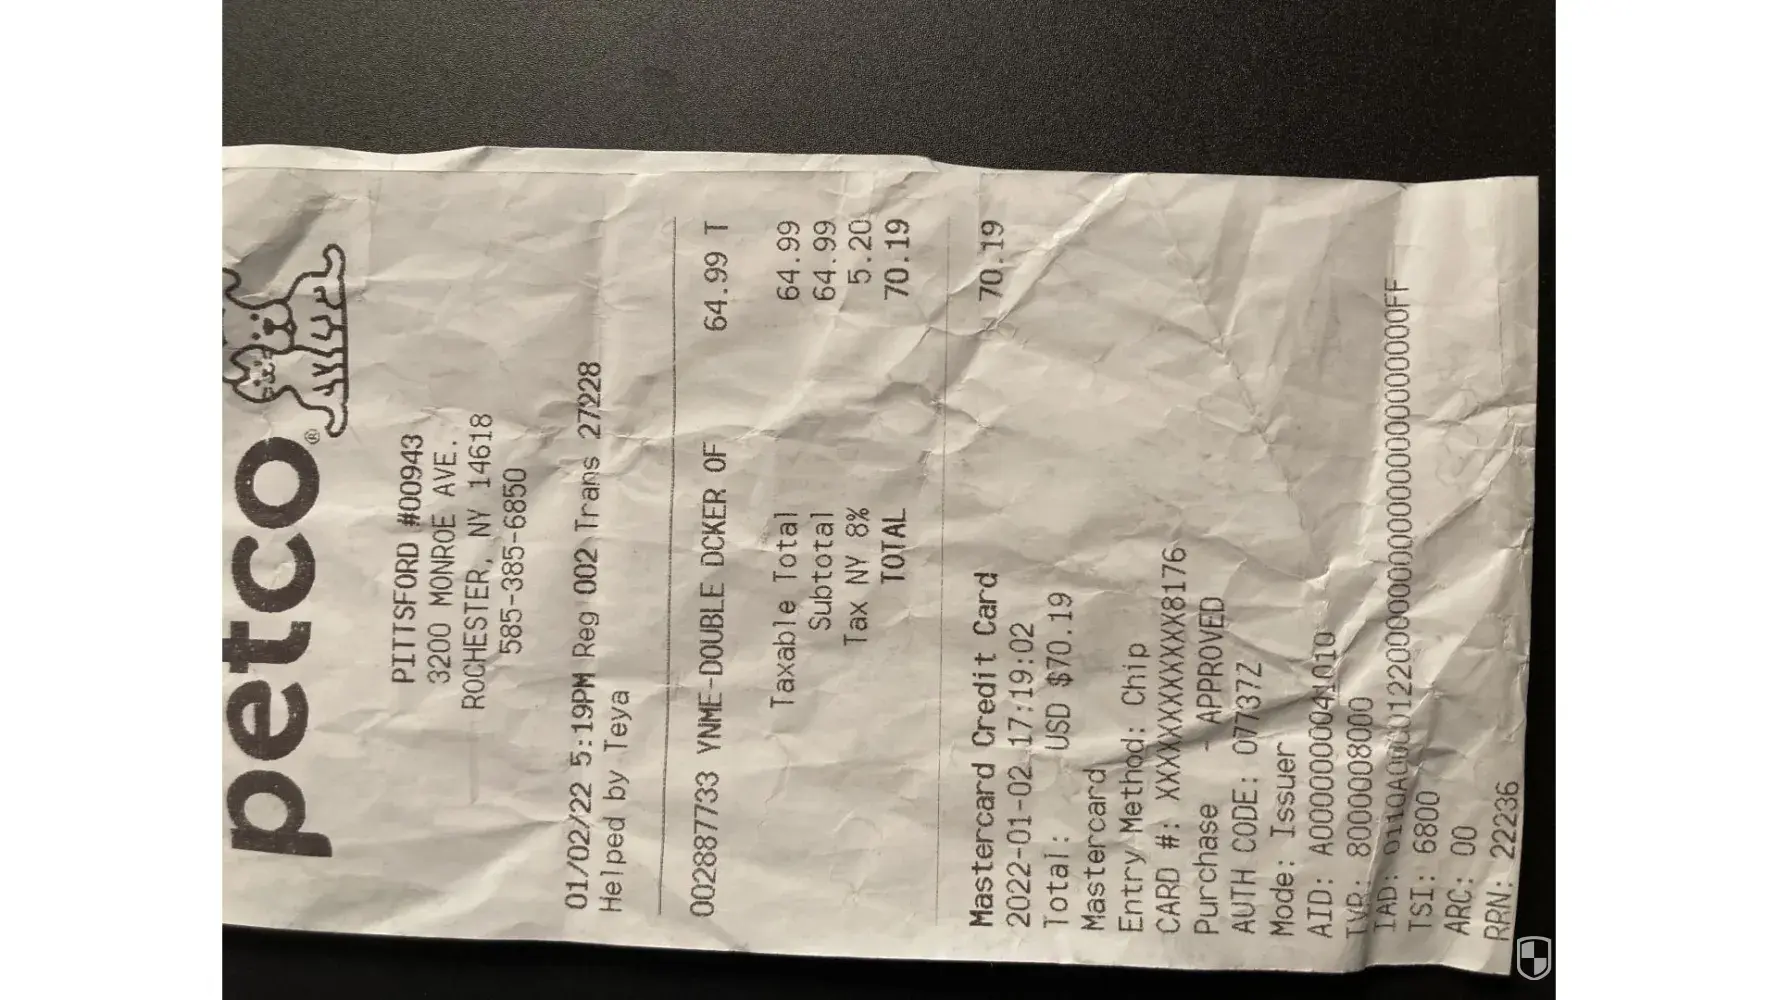 petco®
PITTSFORD #00943
3200 MONROE AVE.
ROCHESTER, NY 14618
585-385-6850
01/02/22 5:19PM Reg 002 Trans 27228
Helped by Teya
002887733 YNME-DOUBLE DCKER OF 64.99 T
Taxable Total 64.99
Subtotal 64.99
Tax NY 8% 5.20
TOTAL 70.19
Mastercard Credit Card 70.19
2022-01-02 17:19:02
Total: USD $70.19
Mastercard
Entry Method: Chip
CARD #: XXXXXXXXXXXX8176
Purchase - APPROVED
AUTH CODE: 07737Z
Mode: Issuer
AID: A0000000041010
TVR: 8000008000
IAD:
TSI: 6800
ARC: 00
RRN: 22236